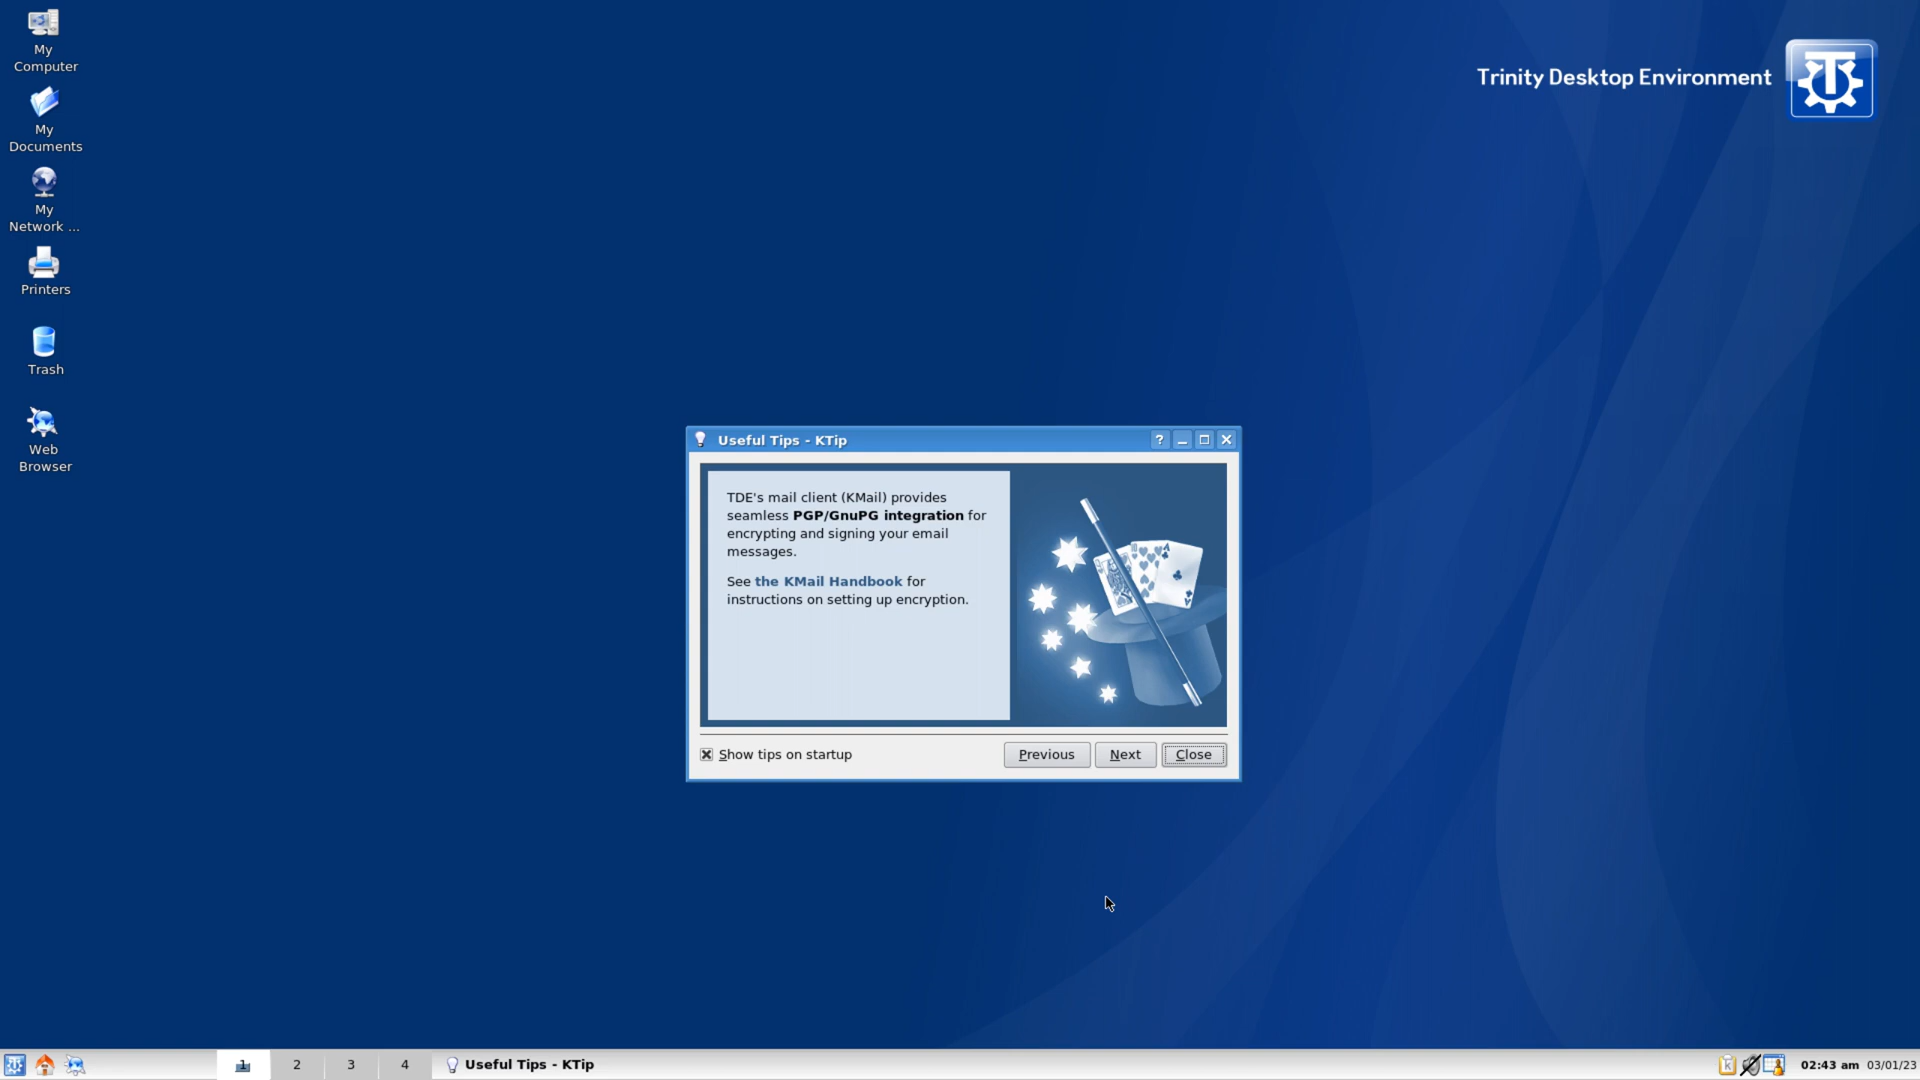 My
Computer
My
Documents
My
Network ...
Printers
Trash
Web
Browser
Trinity Desktop Environment
Useful Tips - KTip
TDE's mail client (KMail) provides
seamless PGP/GnuPG integration for
encrypting and signing your email
messages.
See the KMail Handbook for
instructions on setting up encryption.
Show tips on startup
Previous
Next
Close
1
2
3
4
Useful Tips - KTip
02:43 am
03/01/23